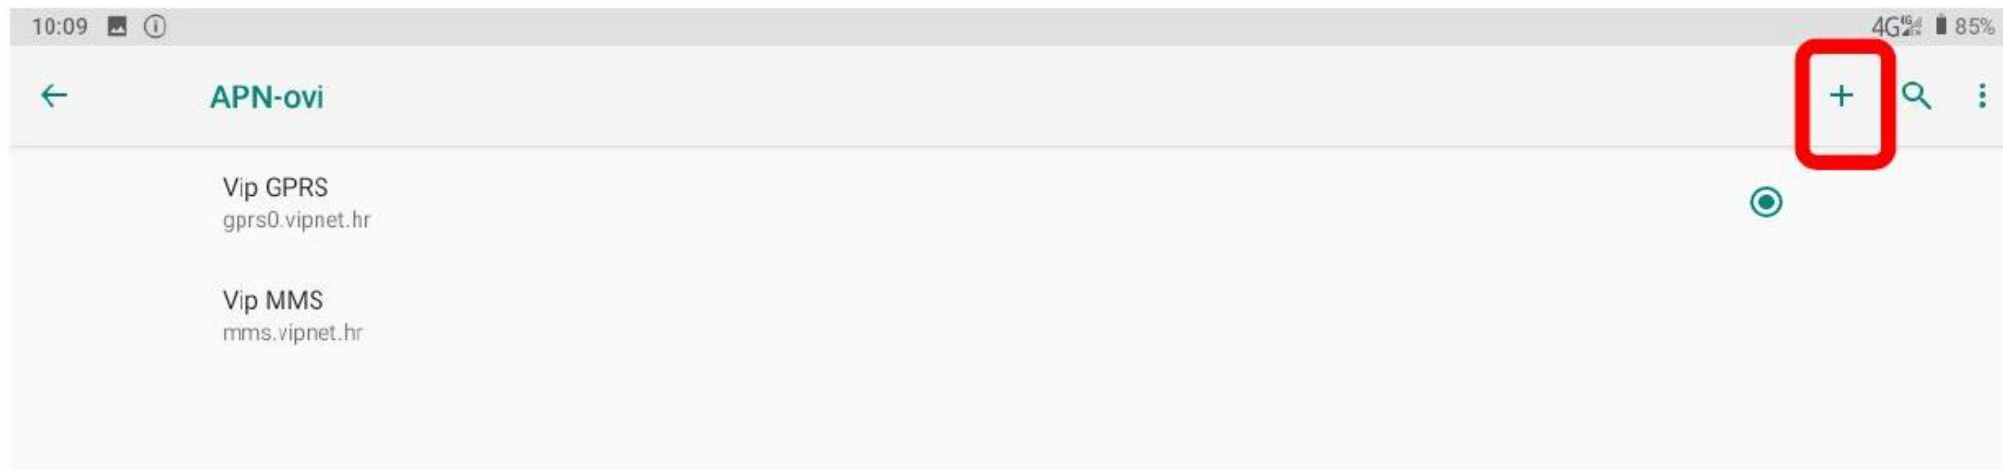 10:09 4G 85%
APN-ovi
Vip GPRS
gprs0.vipnet.hr
Vip MMS
mms.vipnet.hr